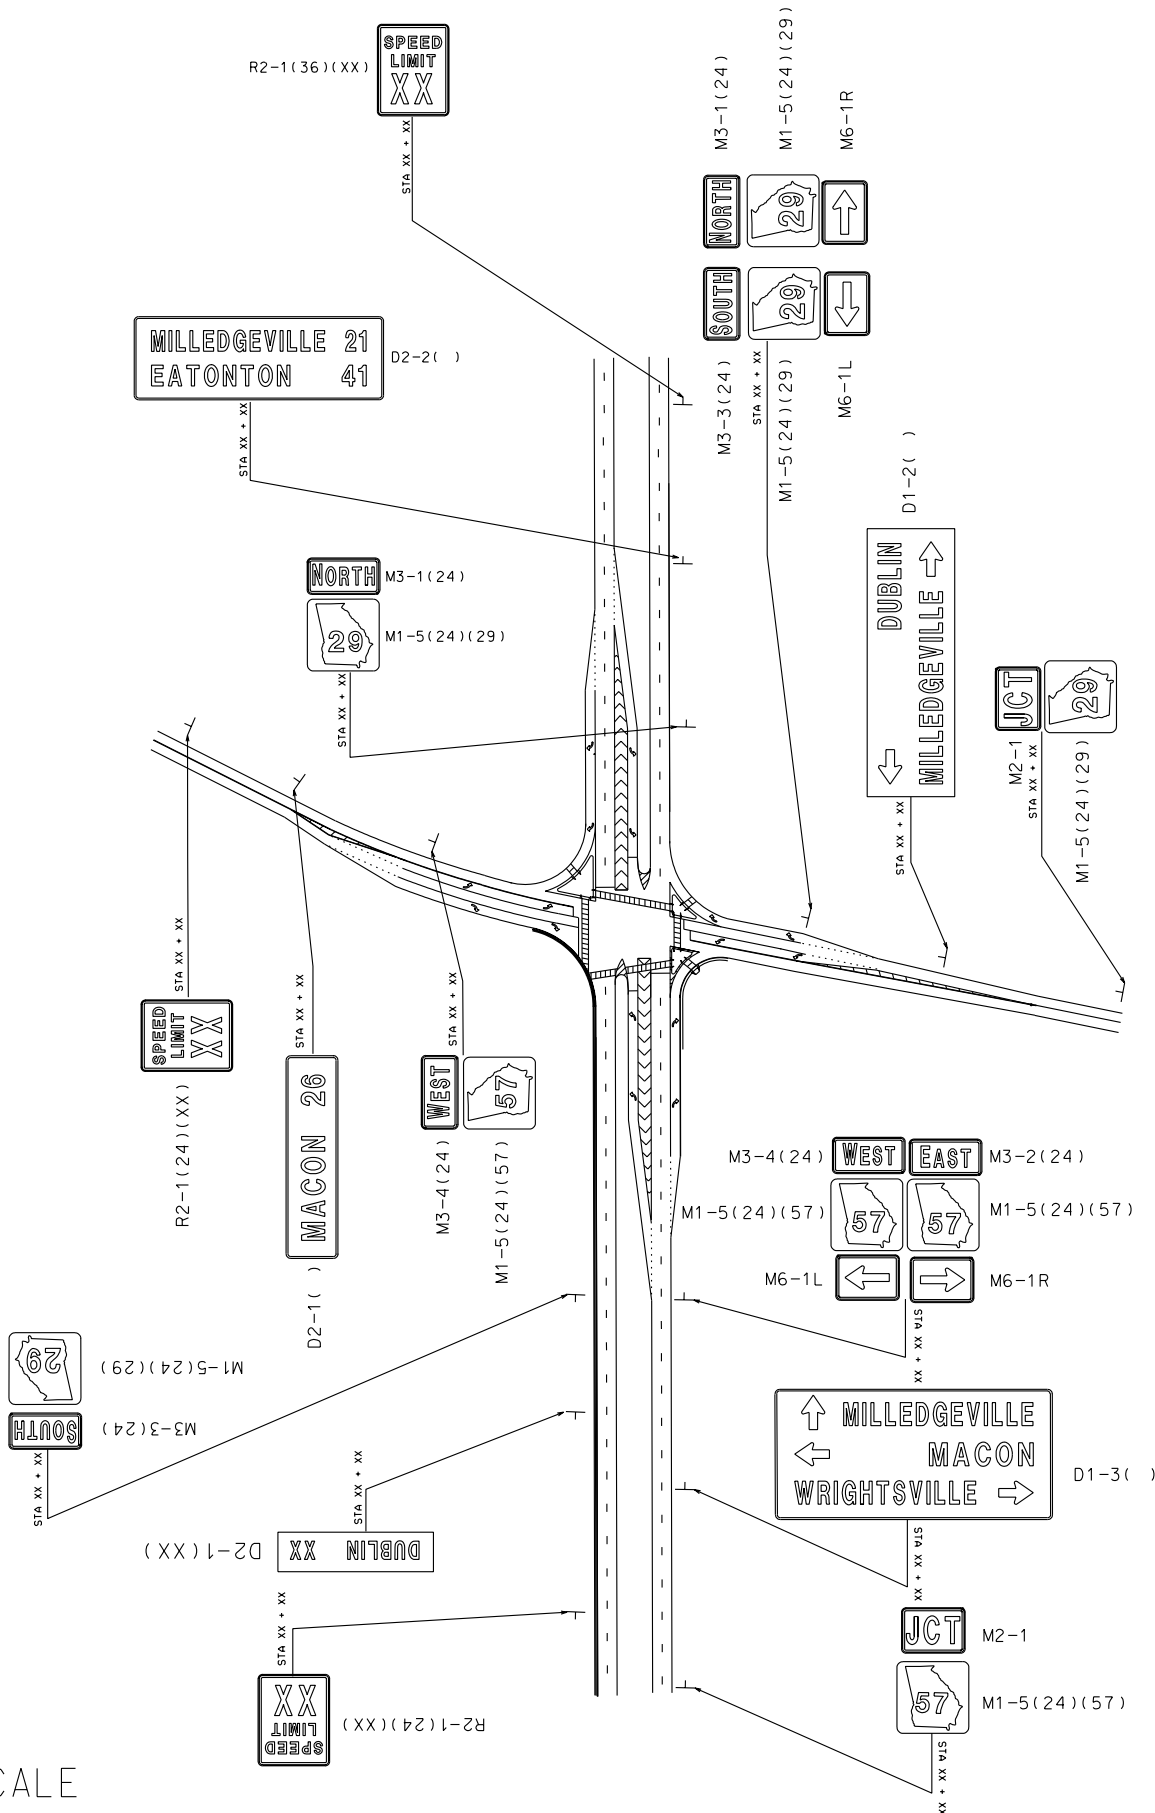 SPEED
LIMIT
XX
R2-1(36)(XX)
STA XX + XX
M3-1(24)
M1-5(24)(29)
M6-1R
NORTH
29
SOUTH
29
M3-3(24)
STA XX + XX
M1-5(24)(29)
M6-1L
MILLEDGEVILLE 21
EATONTON 41
D2-2( )
STA XX + XX
D1-2( )
DUBLIN
MILLEDGEVILLE
STA XX + XX
NORTH
M3-1(24)
29
M1-5(24)(29)
STA XX + XX
JCT
29
M2-1
STA XX + XX
M1-5(24)(29)
STA XX + XX
SPEED
LIMIT
XX
R2-1(24)(XX)
STA XX + XX
MACON 26
D2-1( )
STA XX + XX
WEST
57
M3-4(24)
M1-5(24)(57)
M3-4(24)
WEST
EAST
M3-2(24)
M1-5(24)(57)
57
57
M1-5(24)(57)
M6-1L
M6-1R
STA XX + XX
29
M1-5(24)(29)
SOUTH
M3-3(24)
STA XX + XX
MILLEDGEVILLE
MACON
WRIGHTSVILLE
D1-3( )
STA XX + XX
STA XX + XX
DUBLIN XX
D2-1(XX)
STA XX + XX
SPEED
LIMIT
XX
R2-1(24)(XX)
JCT
M2-1
57
M1-5(24)(57)
STA XX + XX
CALE